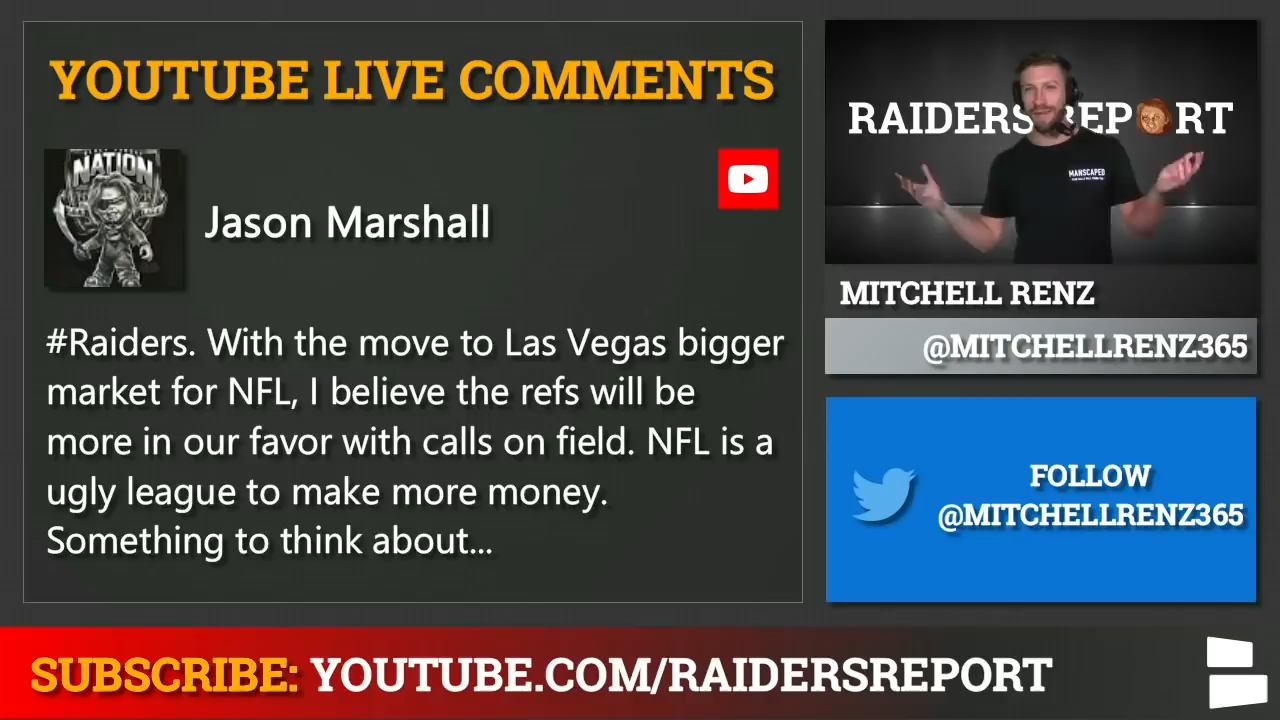 YOUTUBE LIVE COMMENTS
NATION
Jason Marshall
#Raiders. With the move to Las Vegas bigger
market for NFL, I believe the refs will be
more in our favor with calls on field. NFL is a
ugly league to make more money.
Something to think about...
RAIDERS REPORT
MANSCAPED
MITCHELL RENZ
@MITCHELLRENZ365
FOLLOW
@MITCHELLRENZ365
SUBSCRIBE: YOUTUBE.COM/RAIDERSREPORT